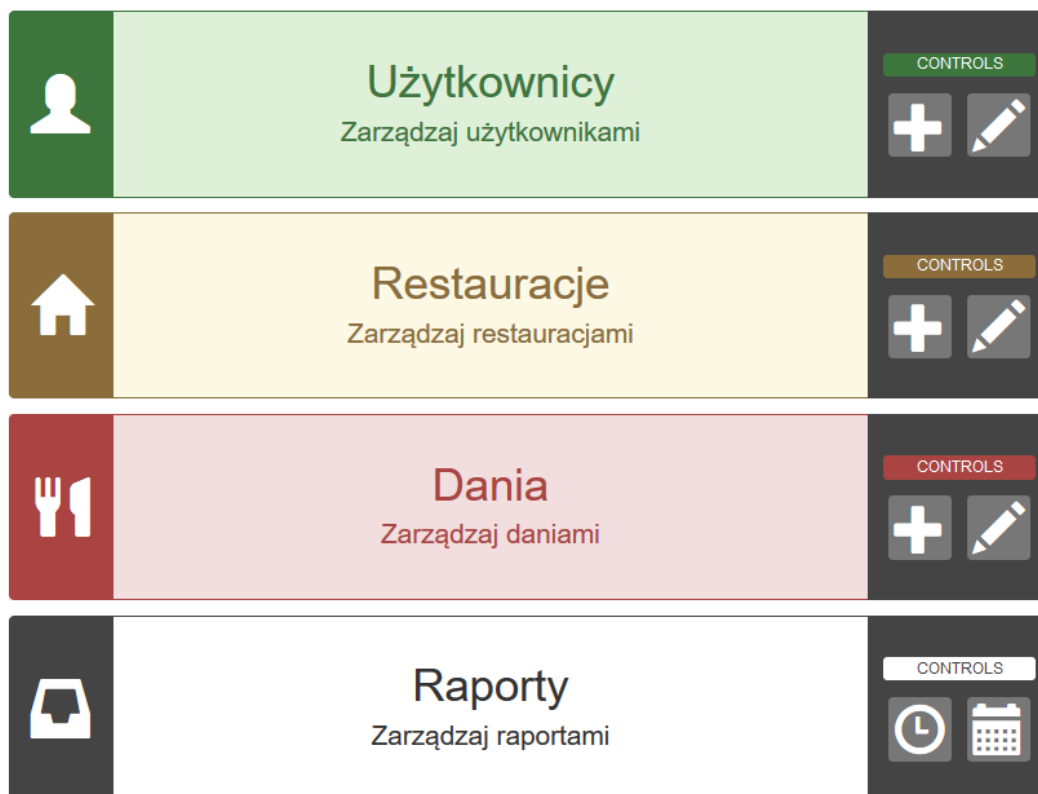 Użytkownicy
Zarządzaj użytkownikami
CONTROLS
Restauracje
Zarządzaj restauracjami
CONTROLS
Dania
Zarządzaj daniami
CONTROLS
Raporty
Zarządzaj raportami
CONTROLS